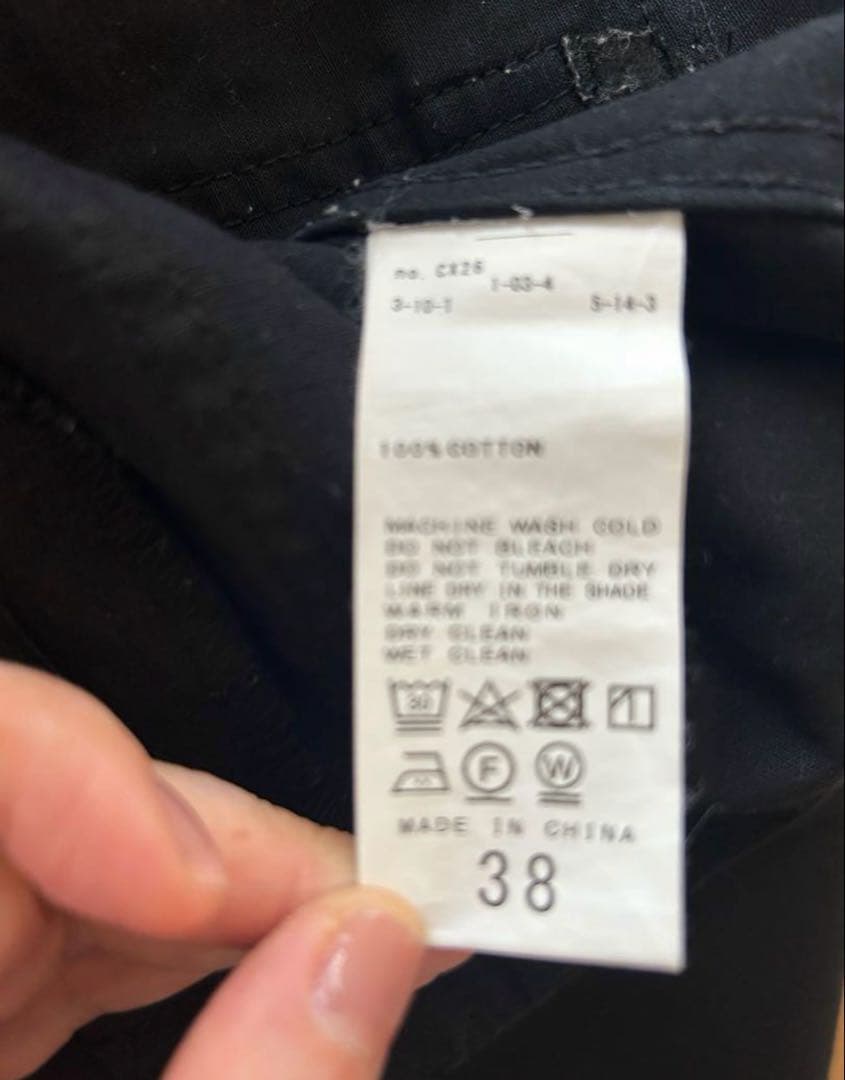 no. CX26
1-03-4
3-10-1 5-14-3
100% COTTON
MACHINE WASH COLD
DO NOT BLEACH
DO NOT TUMBLE DRY
LINE DRY IN THE SHADE
WARM IRON
DRY CLEAN
WET CLEAN
30
F W
MADE IN CHINA
38